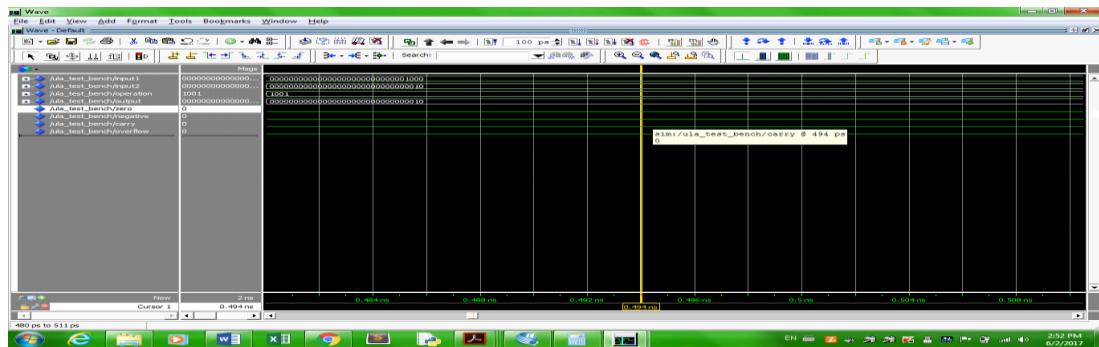 Wave
File Edit View Add Format Tools Bookmarks Window Help
Wave - Default
100 ps
Search:
Msgs
/ula_test_bench/input1 00000000000000... 00000000000000000000000000001000
/ula_test_bench/input2 00000000000000... 00000000000000000000000000000010
/ula_test_bench/operation 1001 1001
/ula_test_bench/output 00000000000000... 00000000000000000000000000000010
/ula_test_bench/zero 0
/ula_test_bench/negative 0
/ula_test_bench/carry 0
/ula_test_bench/overflow 0
sim:/ula_test_bench/carry @ 494 ps
0
Now 2 ns 0.484 ns 0.488 ns 0.492 ns 0.496 ns 0.5 ns 0.504 ns 0.508 ns
Cursor 1 0.494 ns 0.494 ns
480 ps to 511 ps
EN 2:52 PM
6/2/2017